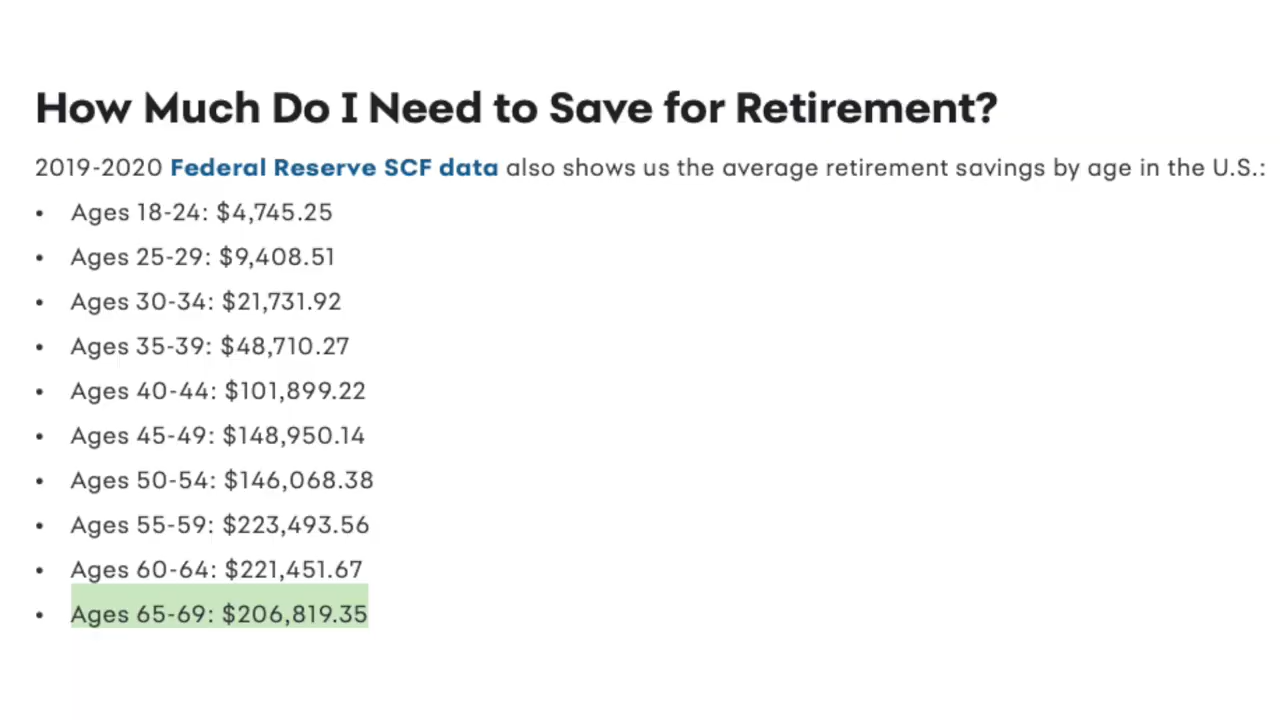 How Much Do I Need to Save for Retirement?
2019-2020 Federal Reserve SCF data also shows us the average retirement savings by age in the U.S.:
• Ages 18-24: $4,745.25
• Ages 25-29: $9,408.51
• Ages 30-34: $21,731.92
• Ages 35-39: $48,710.27
• Ages 40-44: $101,899.22
• Ages 45-49: $148,950.14
• Ages 50-54: $146,068.38
• Ages 55-59: $223,493.56
• Ages 60-64: $221,451.67
• Ages 65-69: $206,819.35